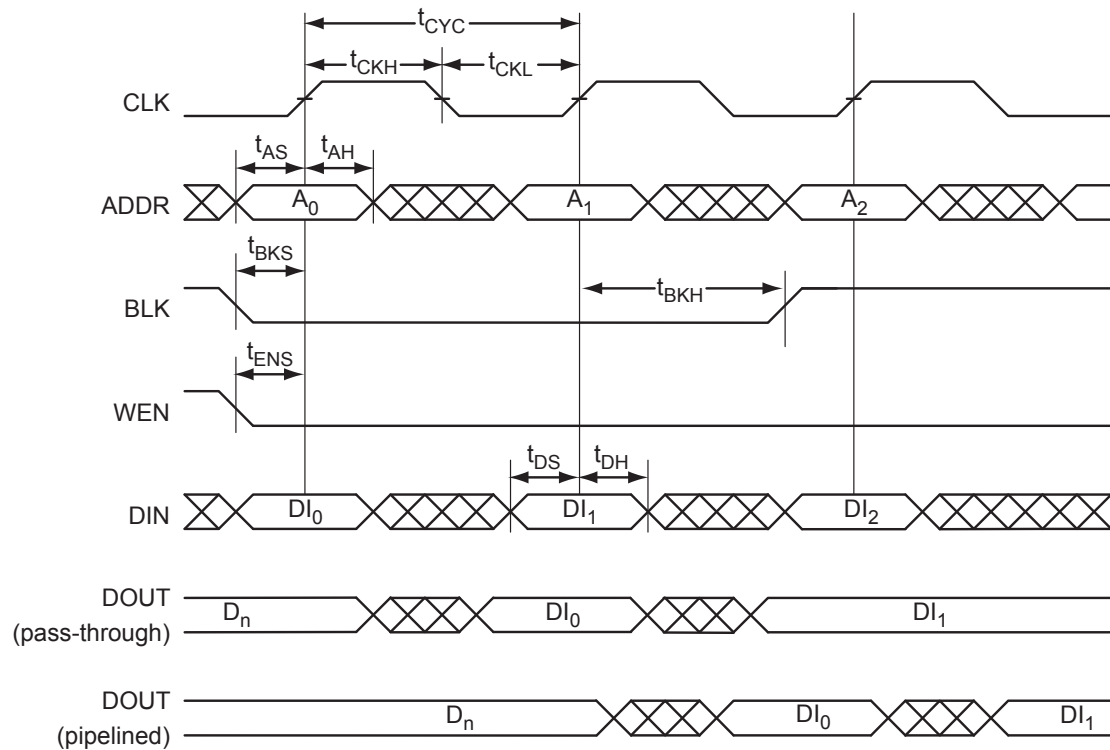 tCYC
tCKH tCKL
CLK
tAS tAH
ADDR A0 A1 A2
tBKS
BLK tBKH
tENS
WEN
tDS tDH
DIN DI0 DI1 DI2
DOUT
(pass-through) Dn DI0 DI1
DOUT
(pipelined) Dn DI0 DI1